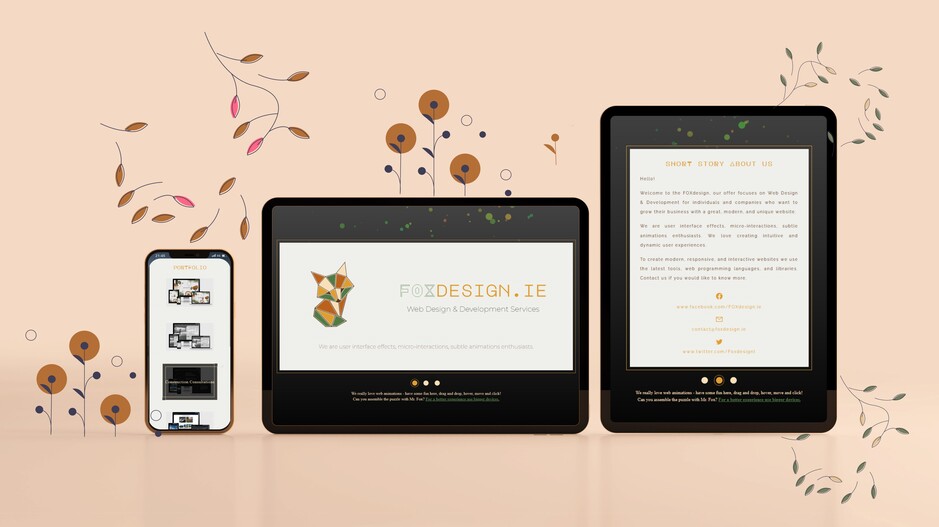 21:40
PORTFOLIO
Construction Consultations
FOXDESIGN.IE
Web Design & Development Services
We are user interface effects, micro-interactions, subtle animations enthusiasts.
We really love web animations - have some fun here, drag and drop, hover, move and click!
Can you assemble the puzzle with Mr. Fox? For a better experience use bigger devices.
SHORT STORY ABOUT US
Hello!
Welcome to the FOXdesign, our offer focuses on Web Design
& Development for individuals and companies who want to
grow their business with a great, modern, and unique website.
We are user interface effects, micro-interactions, subtle
animations enthusiasts. We love creating intuitive and
dynamic user experiences.
To create modern, responsive, and interactive websites we use
the latest tools, web programming languages, and libraries.
Contact us if you would like to know more.
www.facebook.com/FOXdesign.ie
contact@foxdesign.ie
www.twitter.com/Foxdesign1
We really love web animations - have some fun here, drag and drop, hover, move and click!
Can you assemble the puzzle with Mr. Fox? For a better experience use bigger devices.